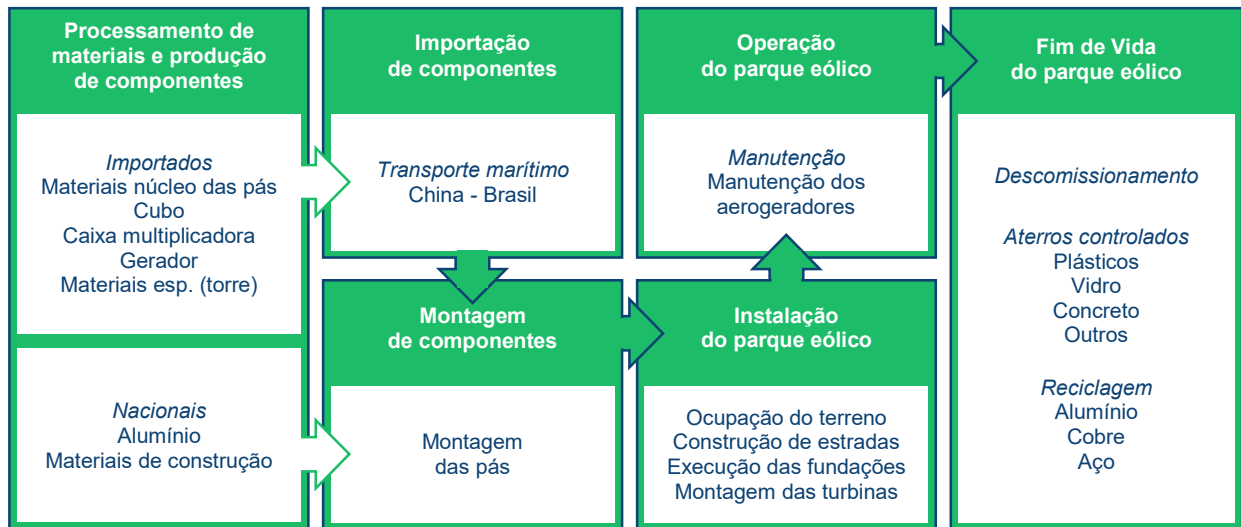 Processamento de
materiais e produção
de componentes
Importados
Materiais núcleo das pás
Cubo
Caixa multiplicadora
Gerador
Materiais esp. (torre)
Nacionais
Alumínio
Materiais de construção
Importação
de componentes
Transporte marítimo
China - Brasil
Montagem
de componentes
Montagem
das pás
Operação
do parque eólico
Manutenção
Manutenção dos
aerogeradores
Instalação
do parque eólico
Ocupação do terreno
Construção de estradas
Execução das fundações
Montagem das turbinas
Fim de Vida
do parque eólico
Descomissionamento
Aterros controlados
Plásticos
Vidro
Concreto
Outros
Reciclagem
Alumínio
Cobre
Aço